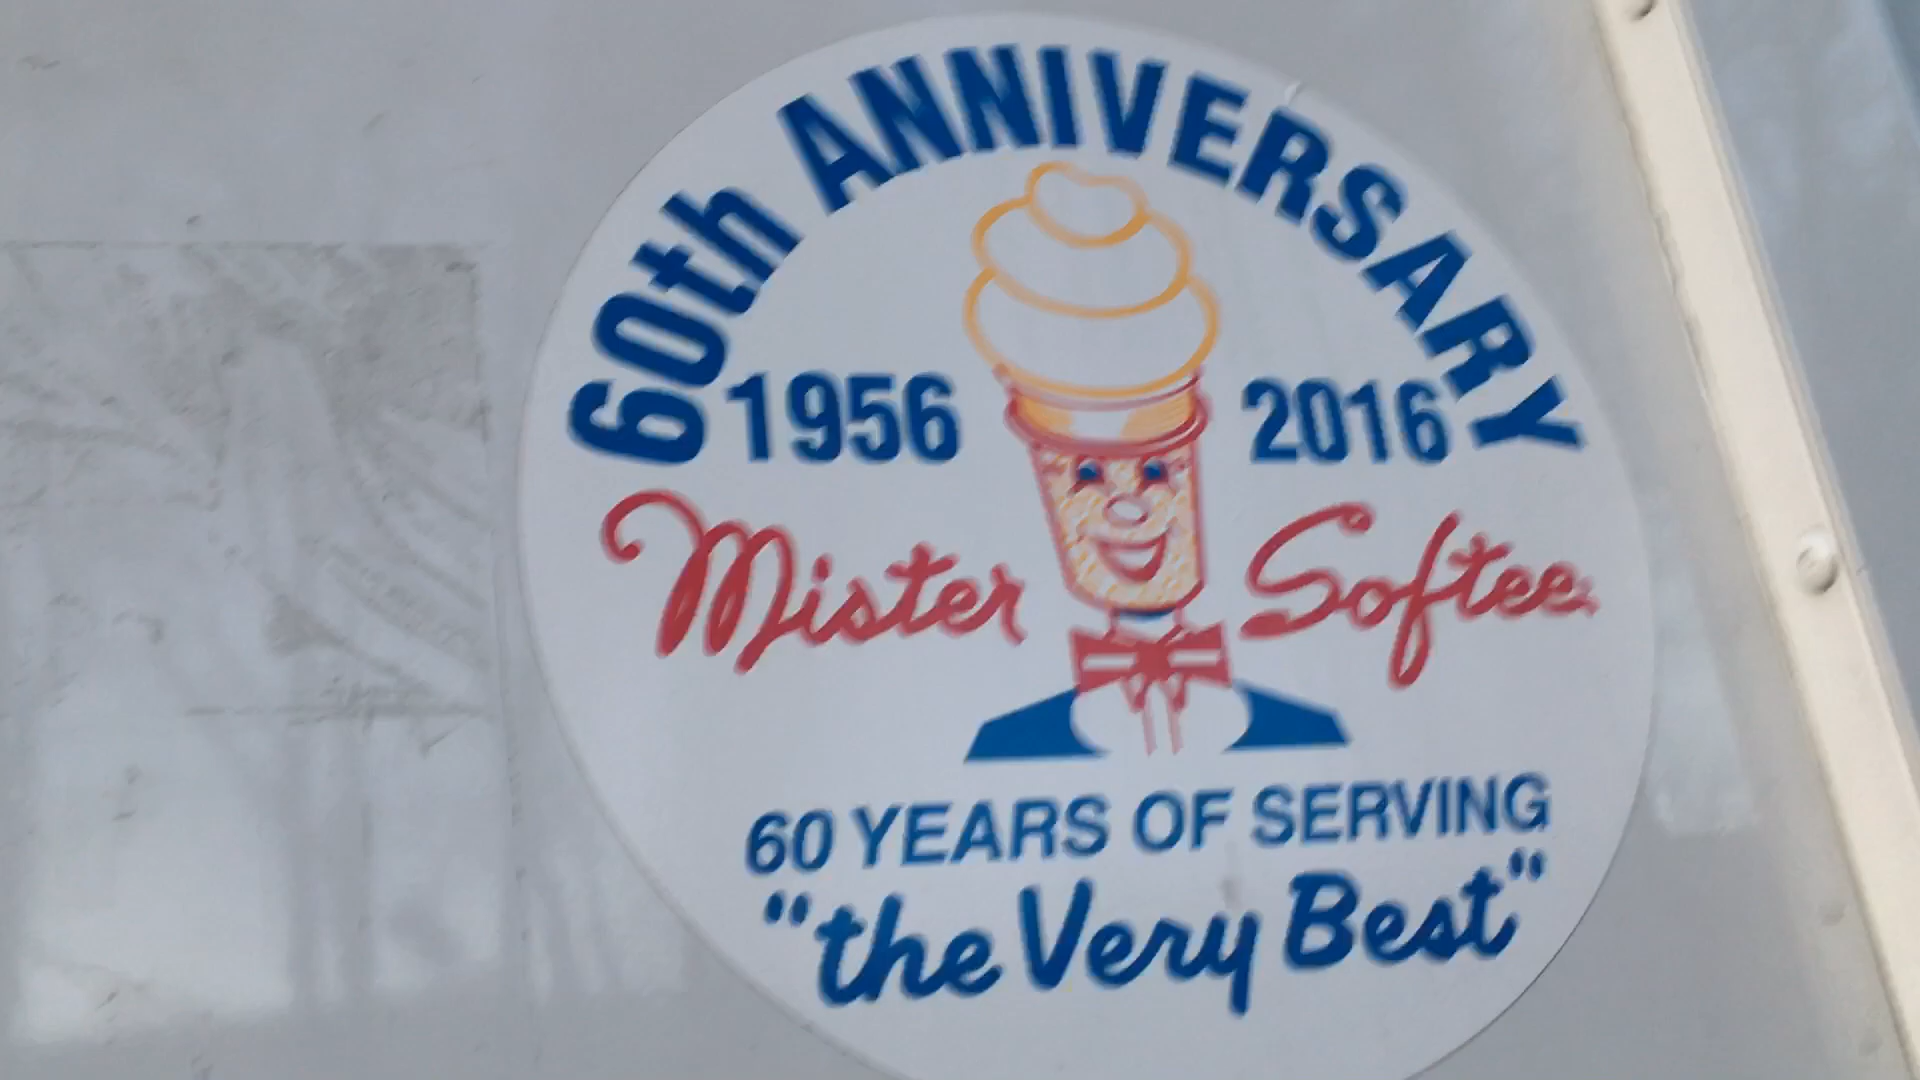 60th ANNIVERSARY
1956 2016
Mister Softee
60 YEARS OF SERVING
"the Very Best"